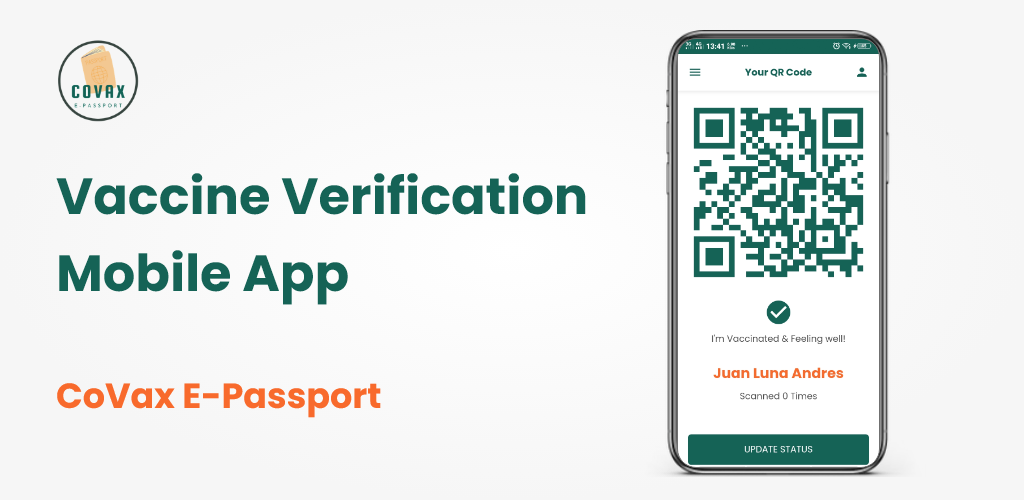 COVAX
E-PASSPORT
Vaccine Verification
Mobile App
CoVax E-Passport
13:41
Your QR Code
I'm Vaccinated & Feeling well!
Juan Luna Andres
Scanned 0 Times
UPDATE STATUS